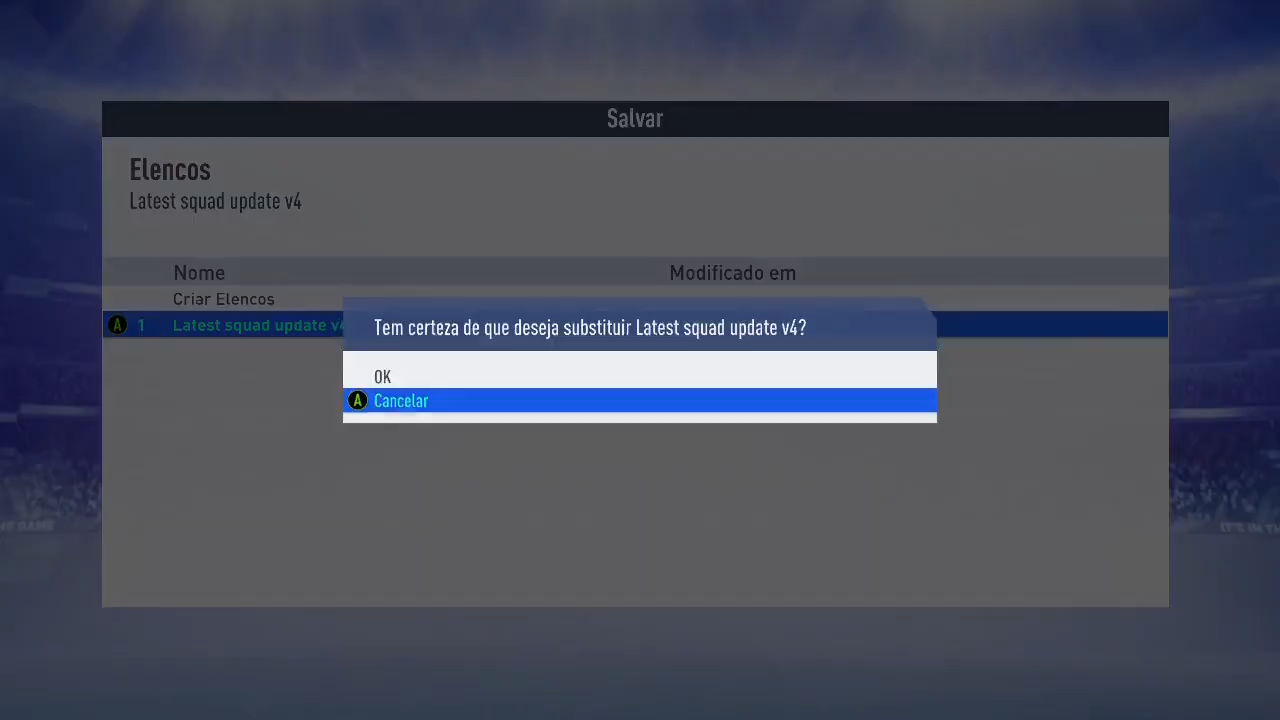 Salvar
Elencos
Latest squad update v4
Nome Modificado em
Criar Elencos
A 1 Latest squad update v4
Tem certeza de que deseja substituir Latest squad update v4?
OK
A Cancelar